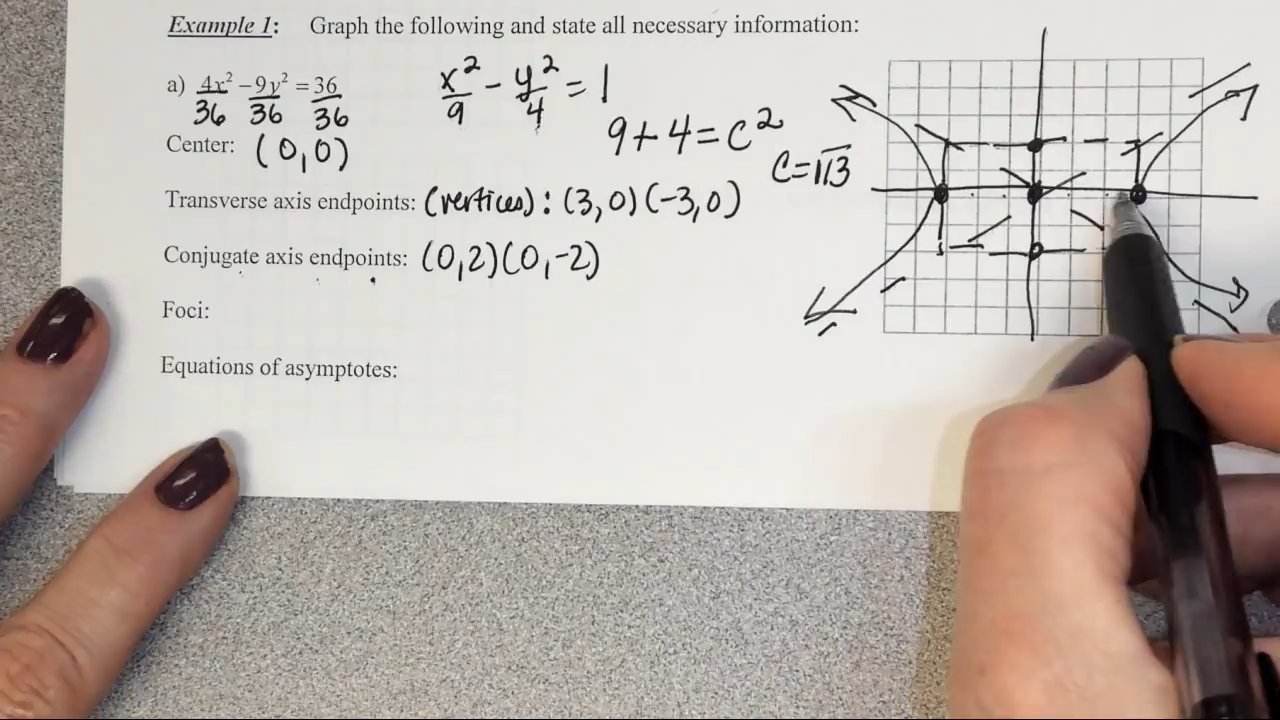 Example 1: Graph the following and state all necessary information:
a) 4x²/36 - 9y²/36 = 36/36 x²/9 - y²/4 = 1
9 + 4 = c²
Center: (0,0)
c = √13
Transverse axis endpoints: (vertices): (3,0) (-3,0)
Conjugate axis endpoints: (0,2) (0,-2)
Foci:
Equations of asymptotes: